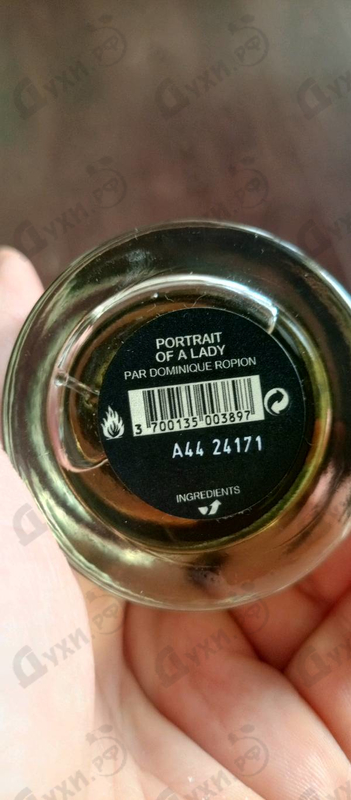 PORTRAIT
OF A LADY
PAR DOMINIQUE ROPION
3 700135 003897
A44 24171
INGREDIENTS
Духи.рф